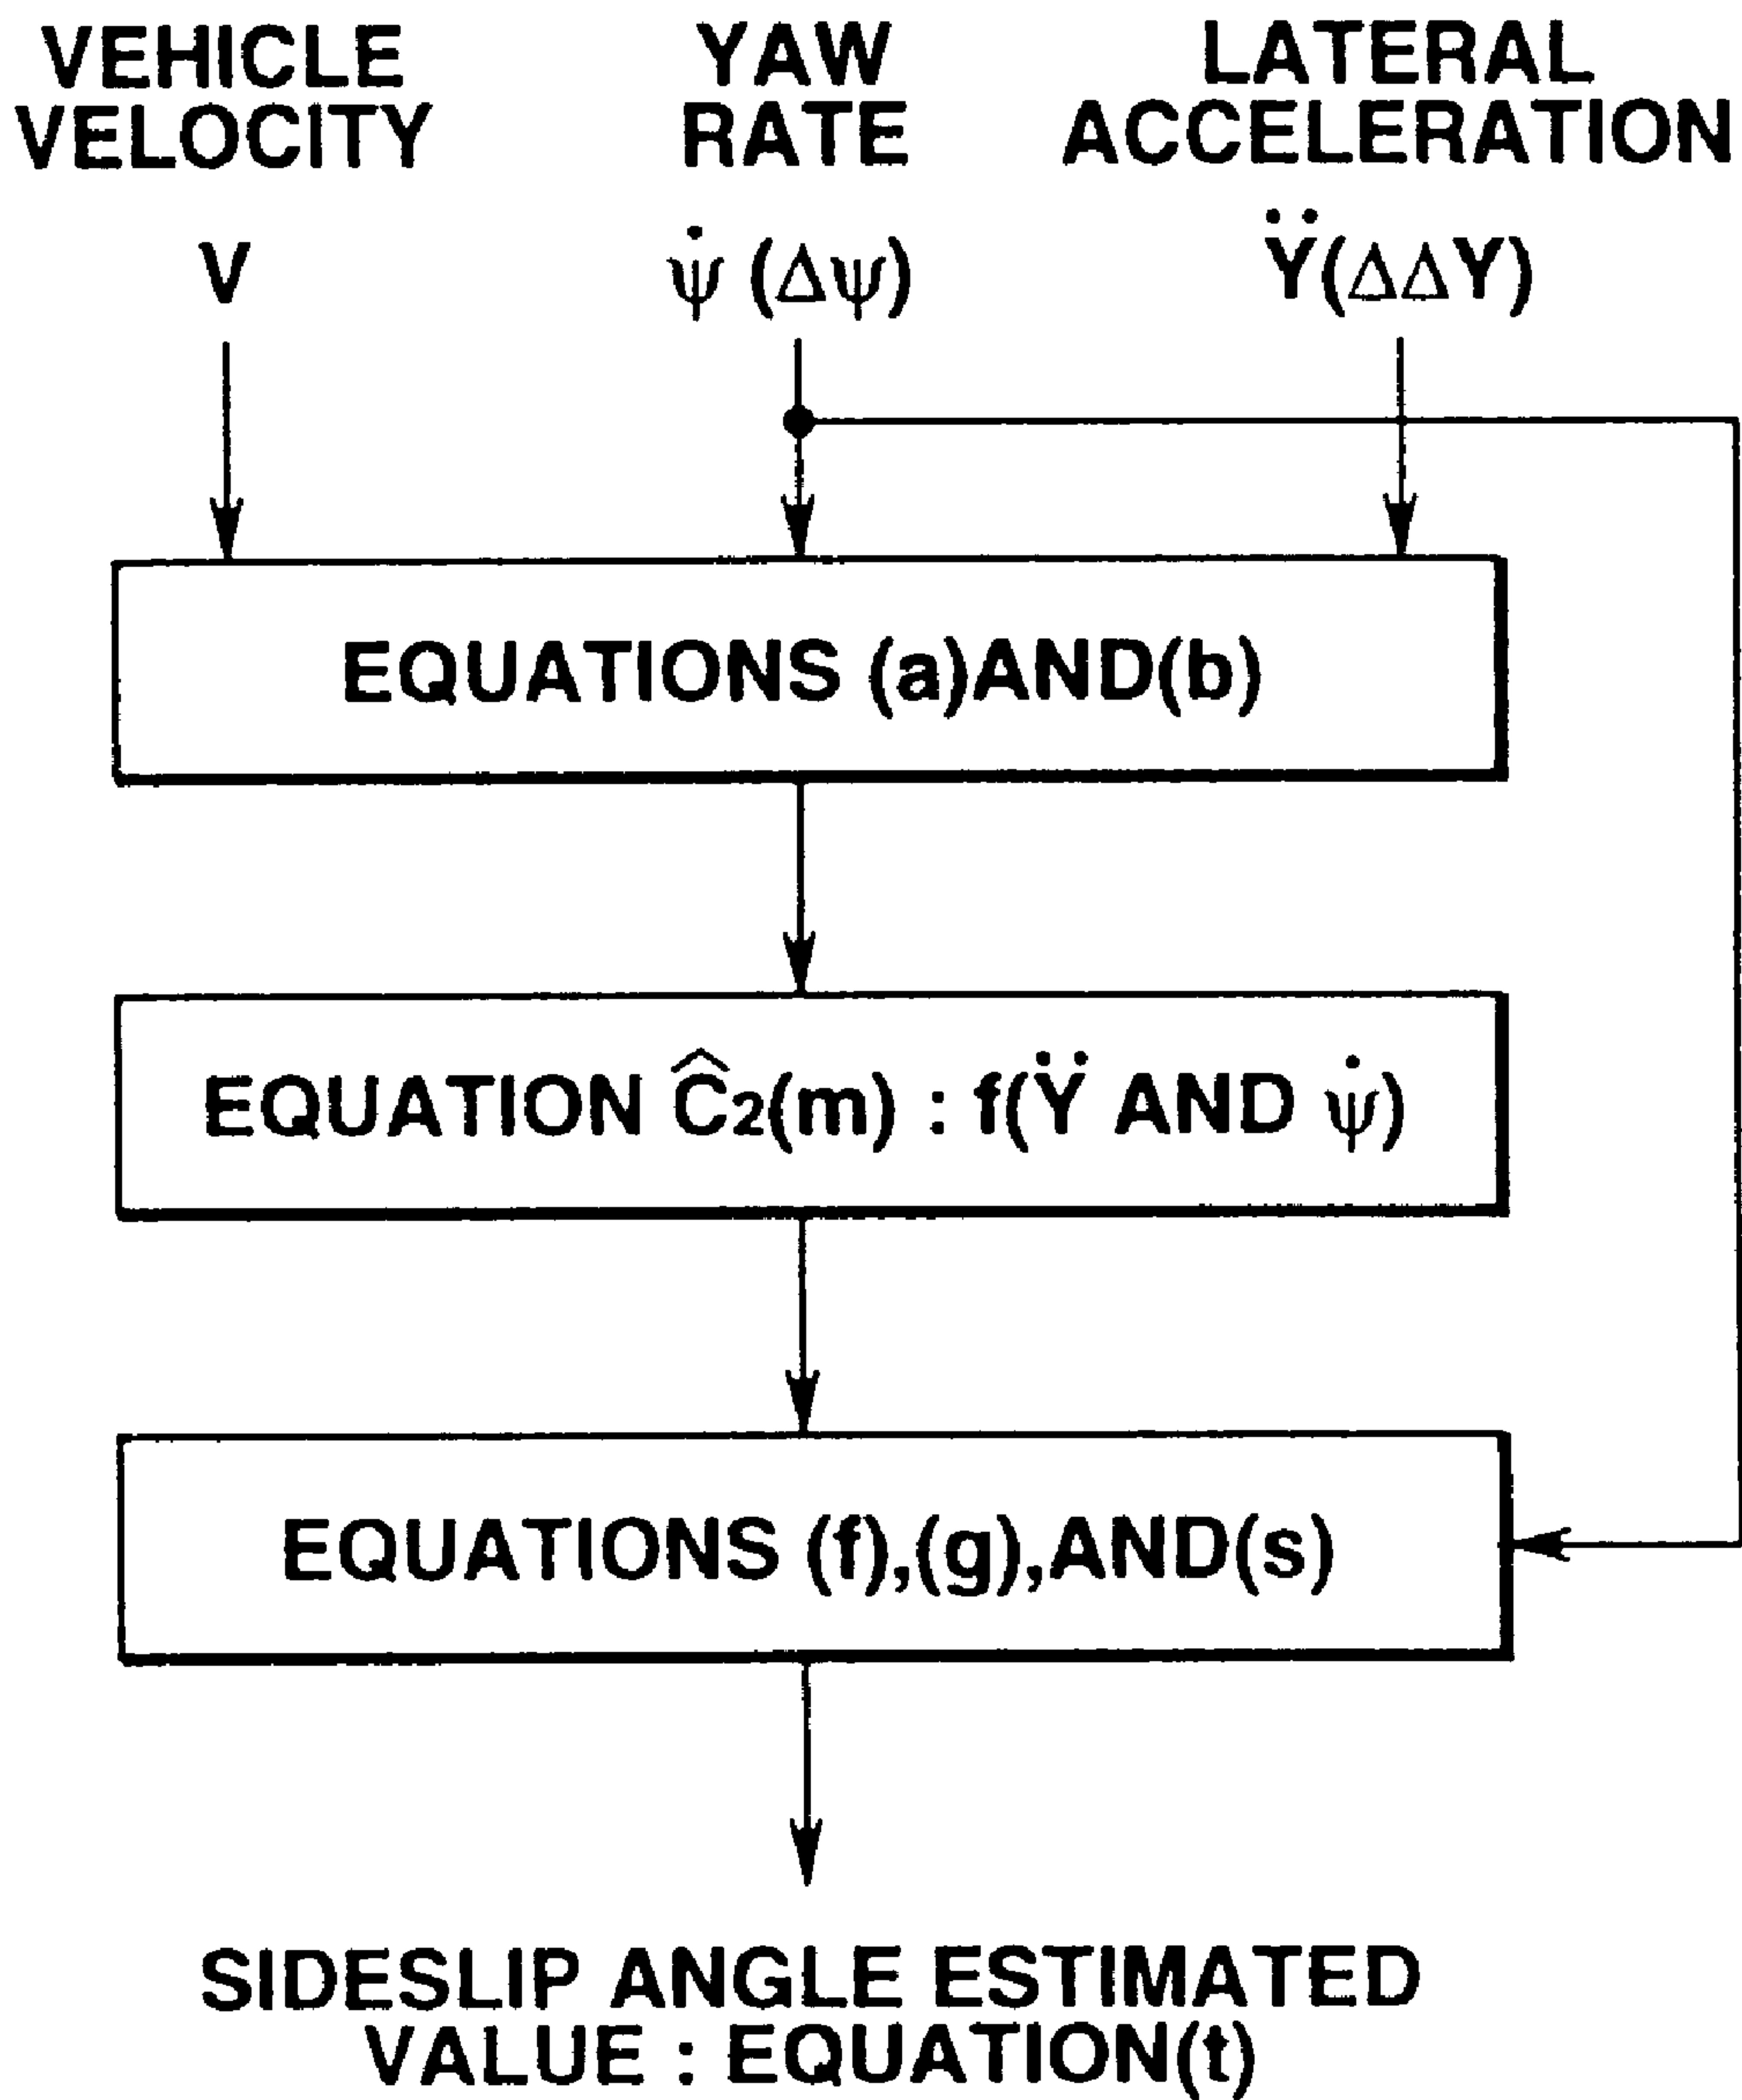 VEHICLE VELOCITY
YAW RATE
LATERAL ACCELERATION
V
ψ̇ (Δψ)
Ÿ(ΔΔY)
EQUATIONS (a)AND(b)
EQUATION Ĉ₂(m) : f(Ÿ AND ψ̇)
EQUATIONS (f),(g),AND(s)
SIDESLIP ANGLE ESTIMATED
VALUE : EQUATION(t)